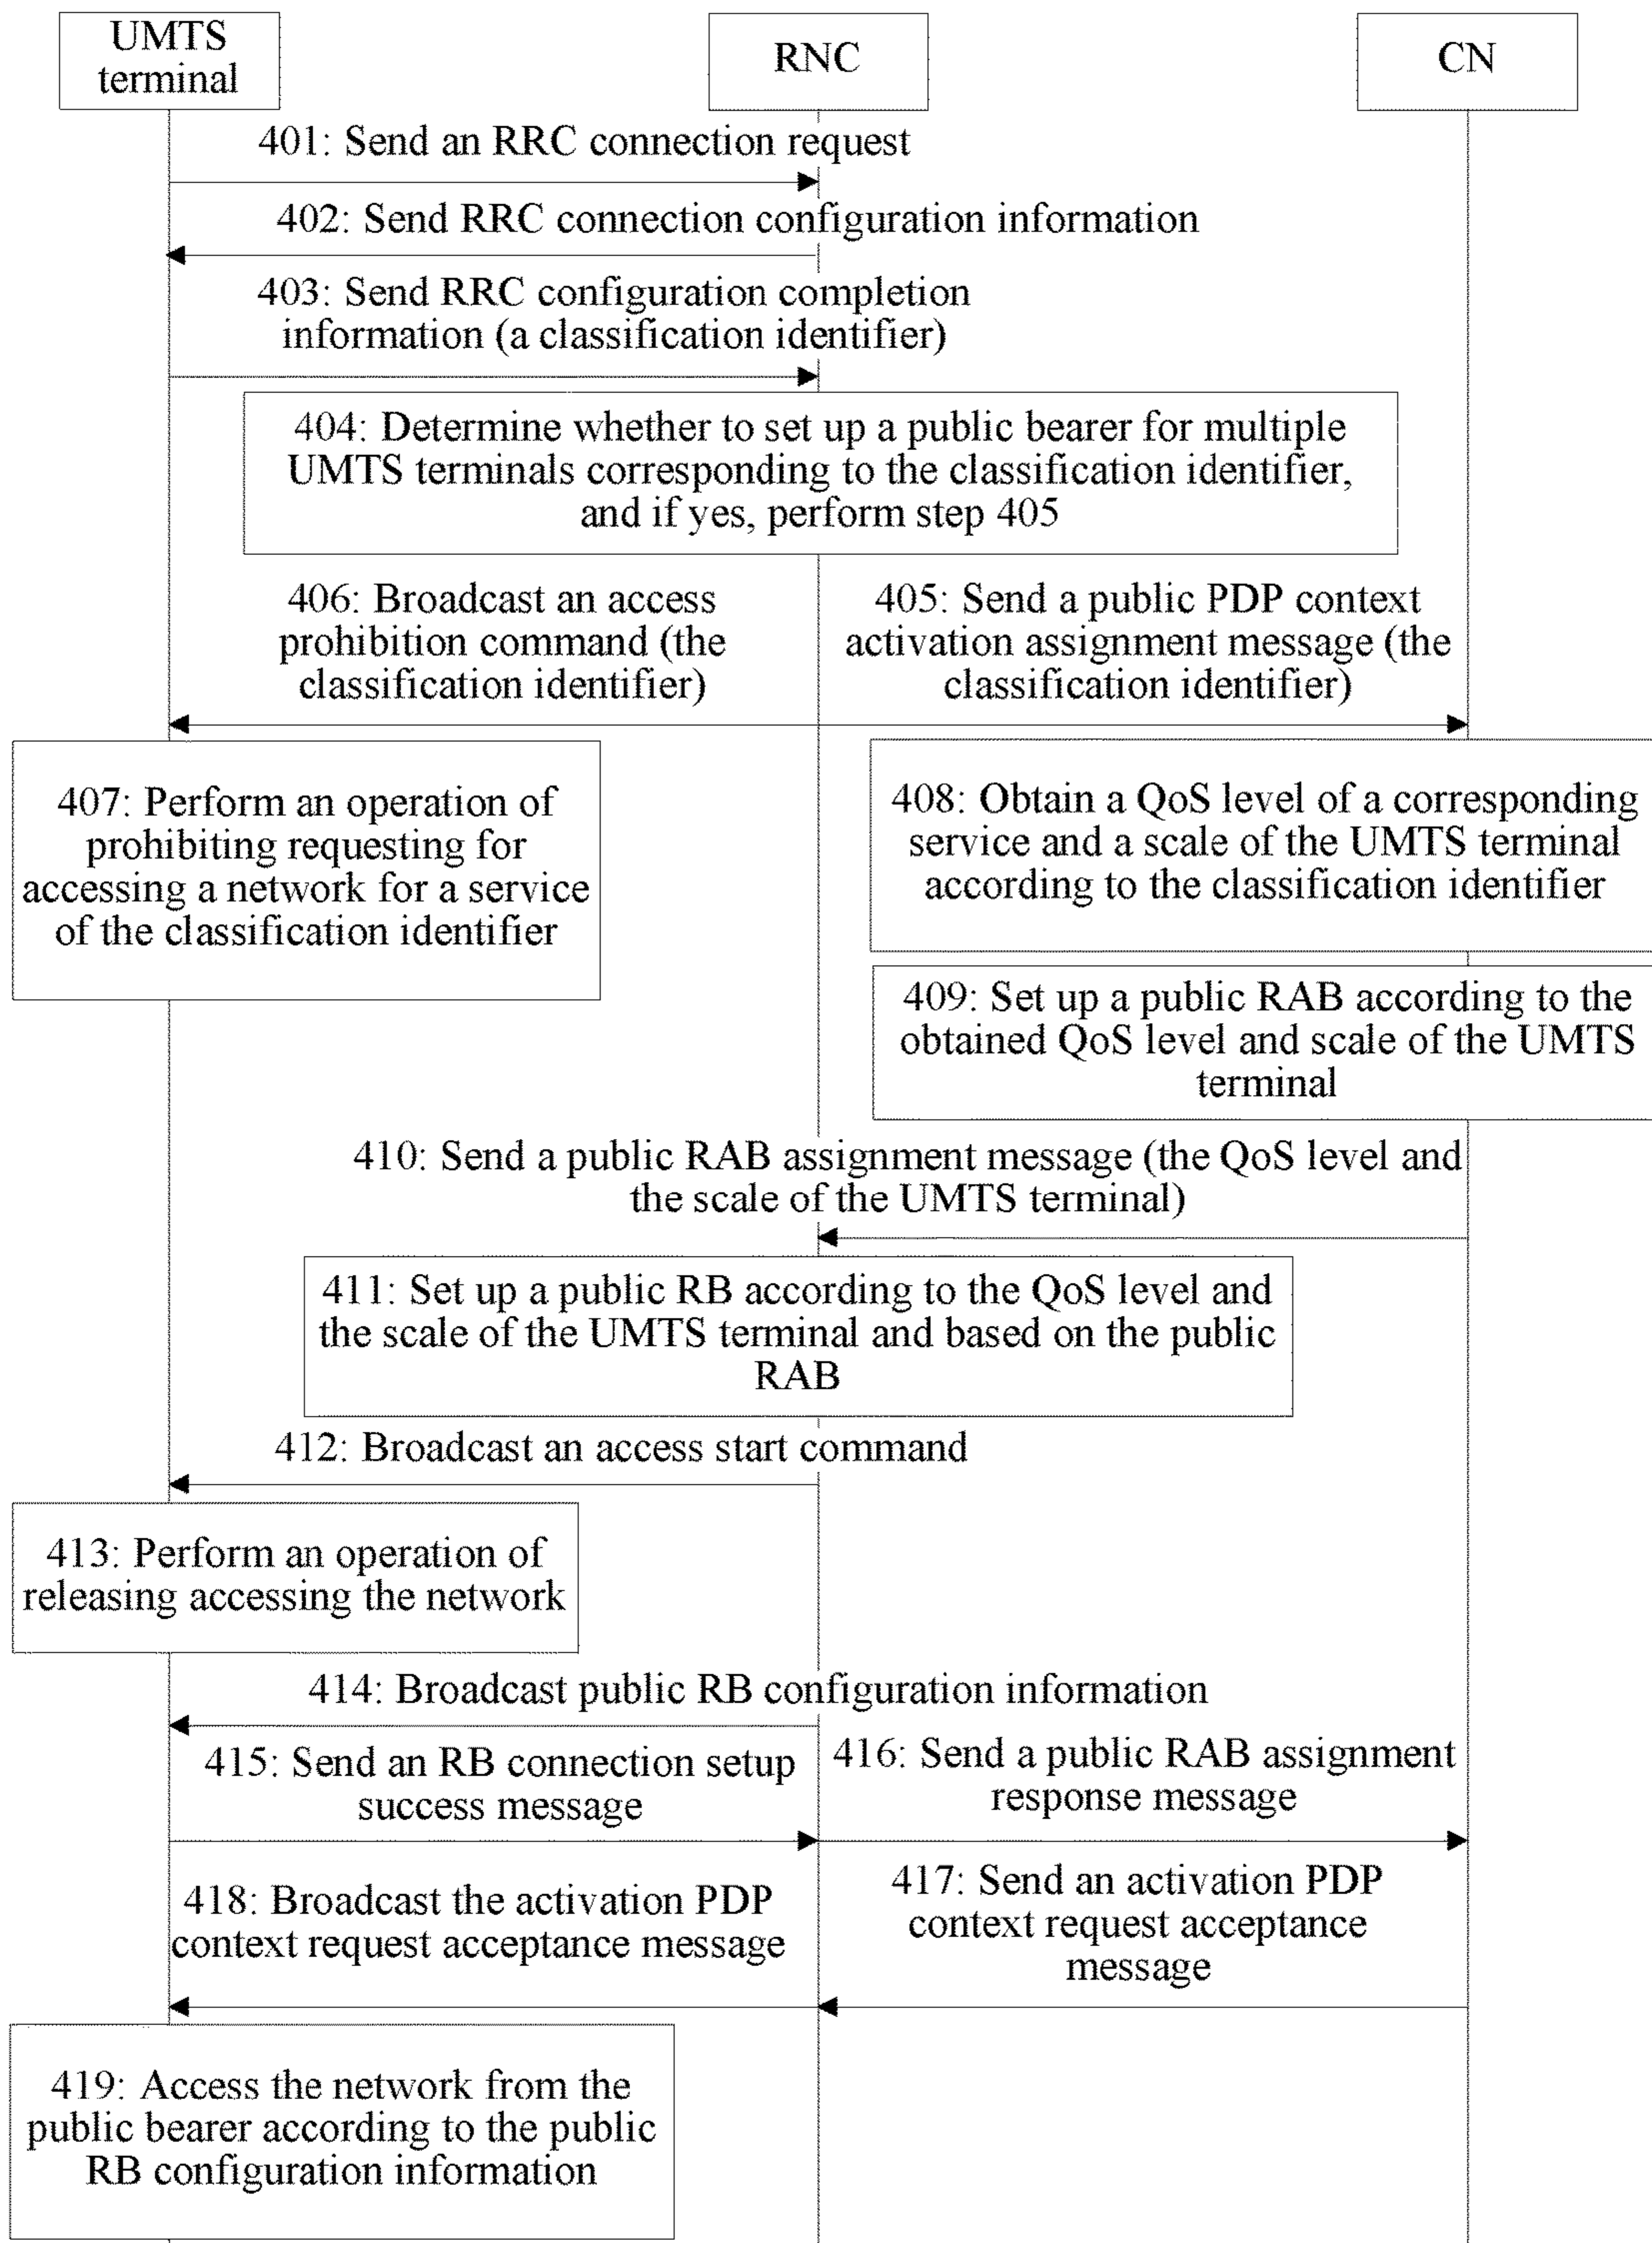 UMTS
terminal
RNC
CN
401: Send an RRC connection request
402: Send RRC connection configuration information
403: Send RRC configuration completion
information (a classification identifier)
404: Determine whether to set up a public bearer for multiple
UMTS terminals corresponding to the classification identifier,
and if yes, perform step 405
406: Broadcast an access
prohibition command (the
classification identifier)
405: Send a public PDP context
activation assignment message (the
classification identifier)
407: Perform an operation of
prohibiting requesting for
accessing a network for a service
of the classification identifier
408: Obtain a QoS level of a corresponding
service and a scale of the UMTS terminal
according to the classification identifier
409: Set up a public RAB according to the
obtained QoS level and scale of the UMTS
terminal
410: Send a public RAB assignment message (the QoS level and
the scale of the UMTS terminal)
411: Set up a public RB according to the QoS level and
the scale of the UMTS terminal and based on the public
RAB
412: Broadcast an access start command
413: Perform an operation of
releasing accessing the network
414: Broadcast public RB configuration information
415: Send an RB connection setup
success message
416: Send a public RAB assignment
response message
418: Broadcast the activation PDP
context request acceptance message
417: Send an activation PDP
context request acceptance
message
419: Access the network from the
public bearer according to the public
RB configuration information